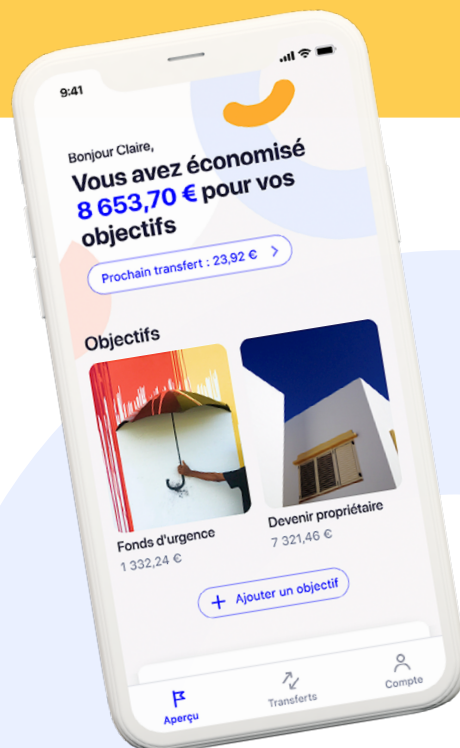 9:41
Bonjour Claire,
Vous avez économisé
8 653,70 € pour vos
objectifs
Prochain transfert : 23,92 €
Objectifs
Fonds d'urgence
1 332,24 €
Devenir propriétaire
7 321,46 €
Ajouter un objectif
Aperçu
Transferts
Compte